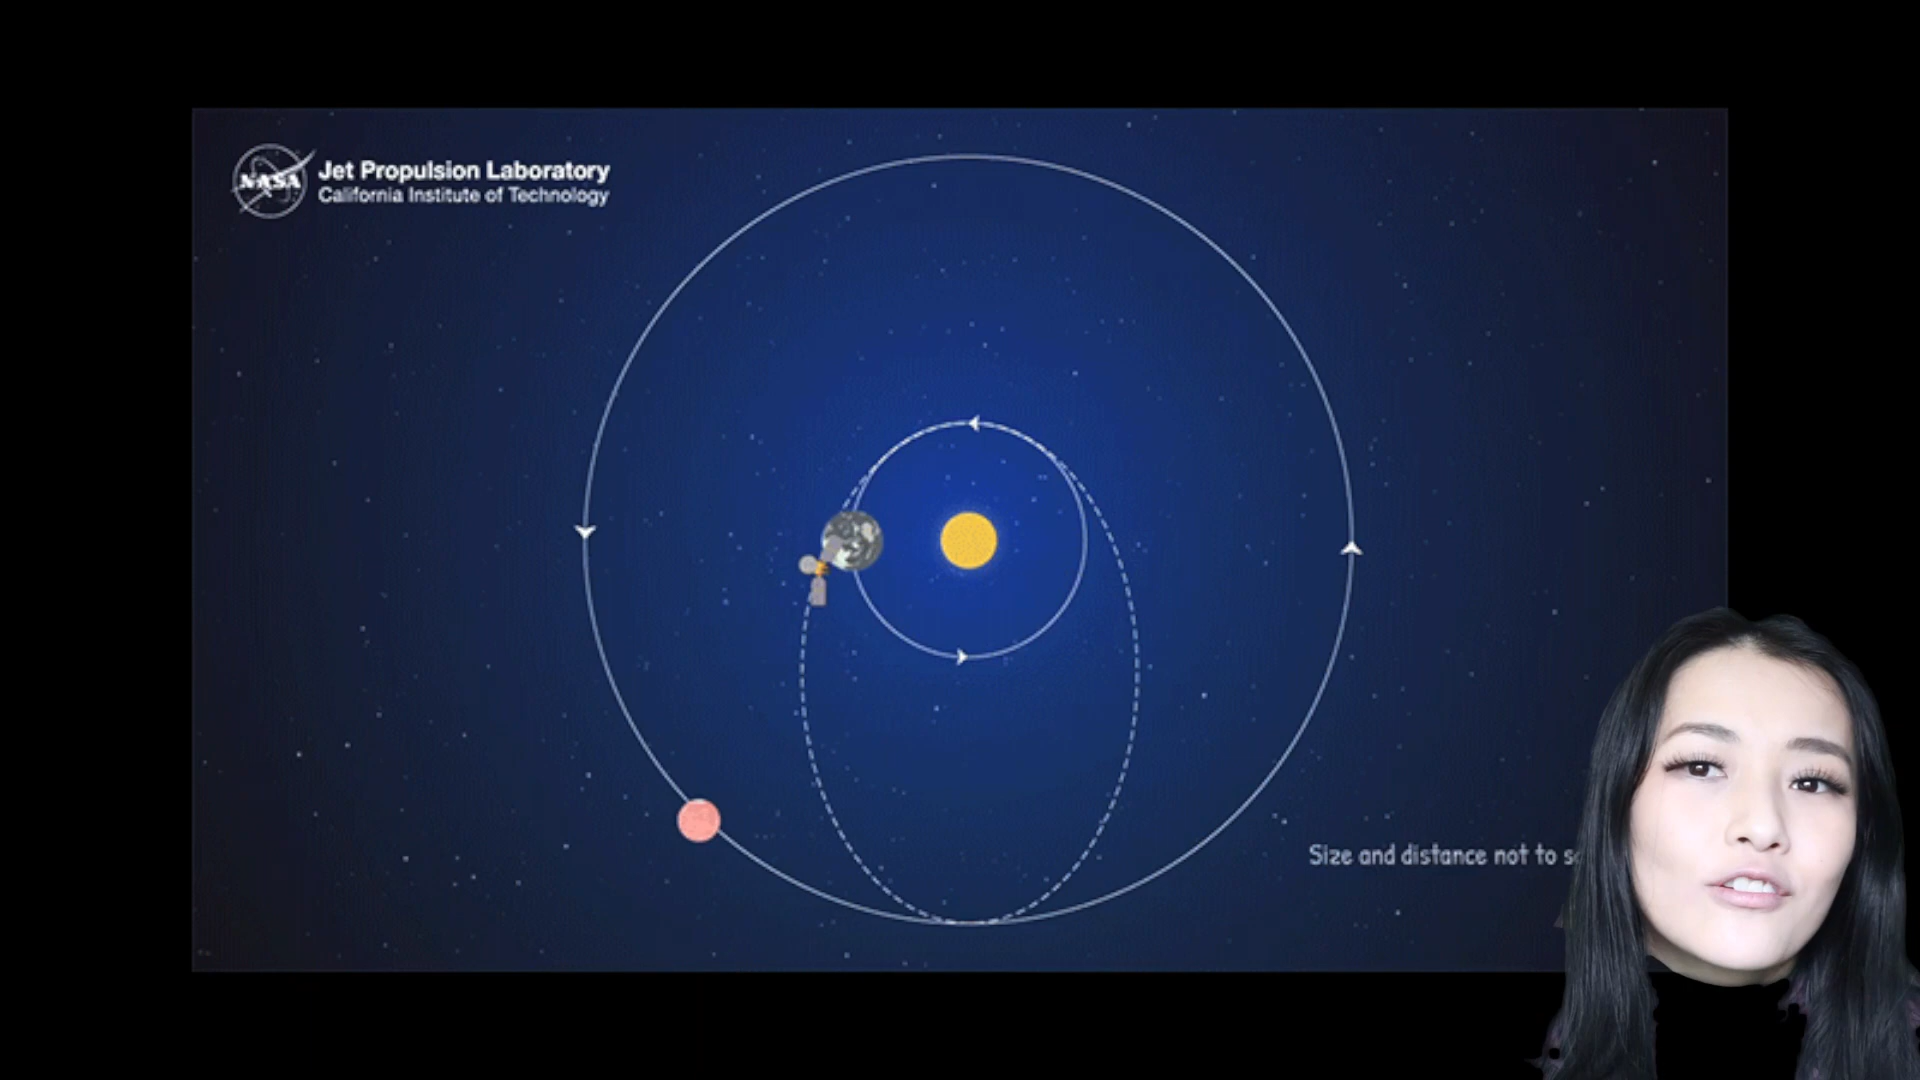 NASA
Jet Propulsion Laboratory
California Institute of Technology
Size and distance not to